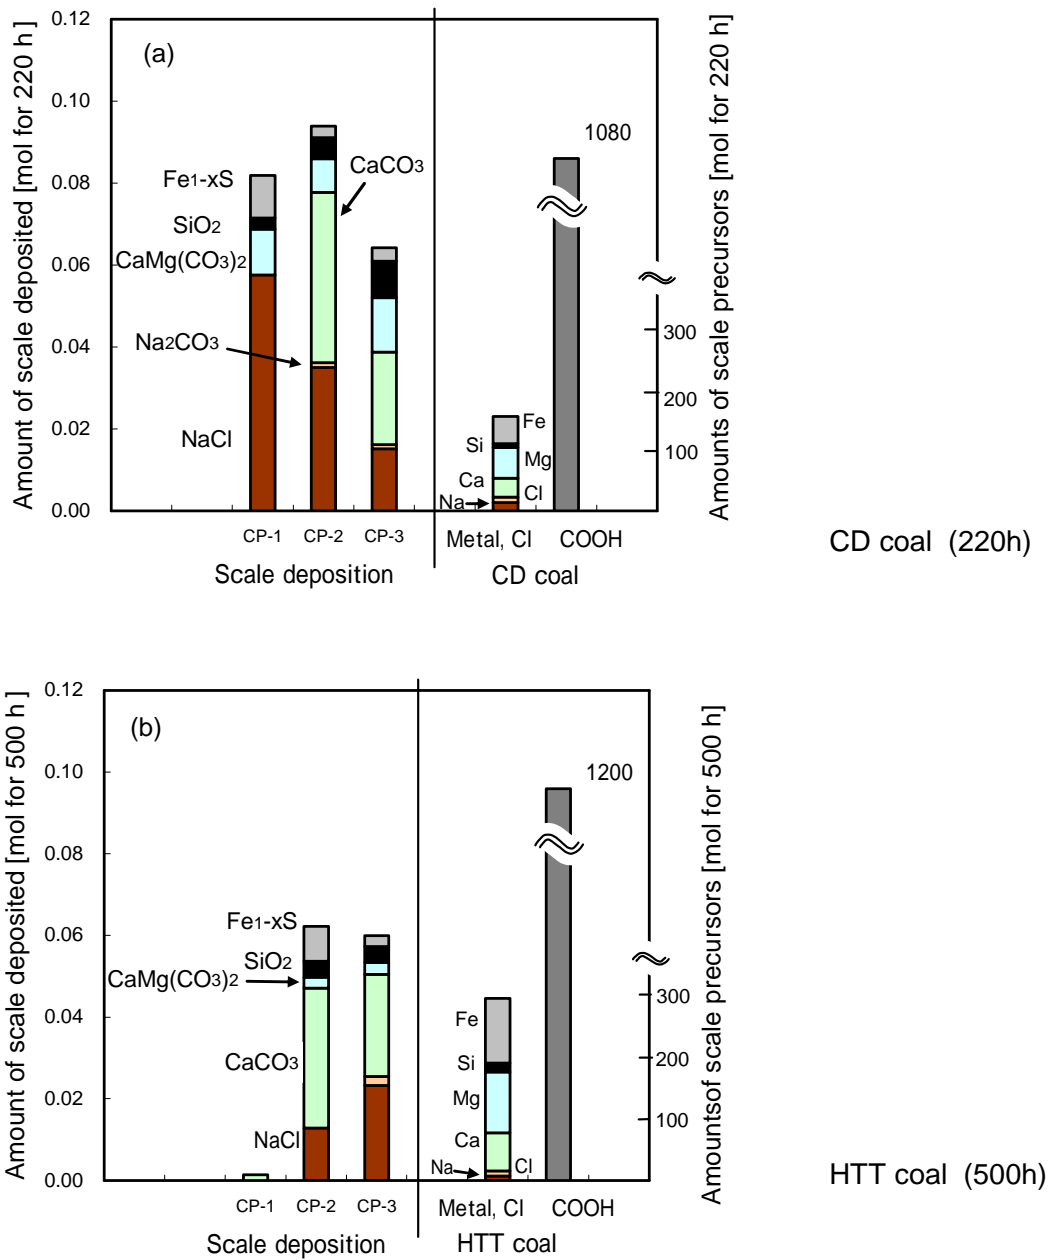 Amount of scale deposited [mol for 220 h ]
0.12
0.10
0.08
0.06
0.04
0.02
0.00
(a)
Fe1-xS
SiO2
CaMg(CO3)2
Na2CO3
NaCl
CaCO3
1080
Fe
Si
Mg
Ca
Cl
Na
300
200
100
Amounts of scale precursors [mol for 220 h]
CP-1 CP-2 CP-3 Metal, Cl COOH
Scale deposition CD coal
CD coal (220h)
Amount of scale deposited [mol for 500 h ]
0.12
0.10
0.08
0.06
0.04
0.02
0.00
(b)
Fe1-xS
SiO2
CaMg(CO3)2
CaCO3
NaCl
1200
Fe
Si
Mg
Ca
Na
Cl
300
200
100
Amountsof scale precursors [mol for 500 h]
CP-1 CP-2 CP-3 Metal, Cl COOH
Scale deposition HTT coal
HTT coal (500h)